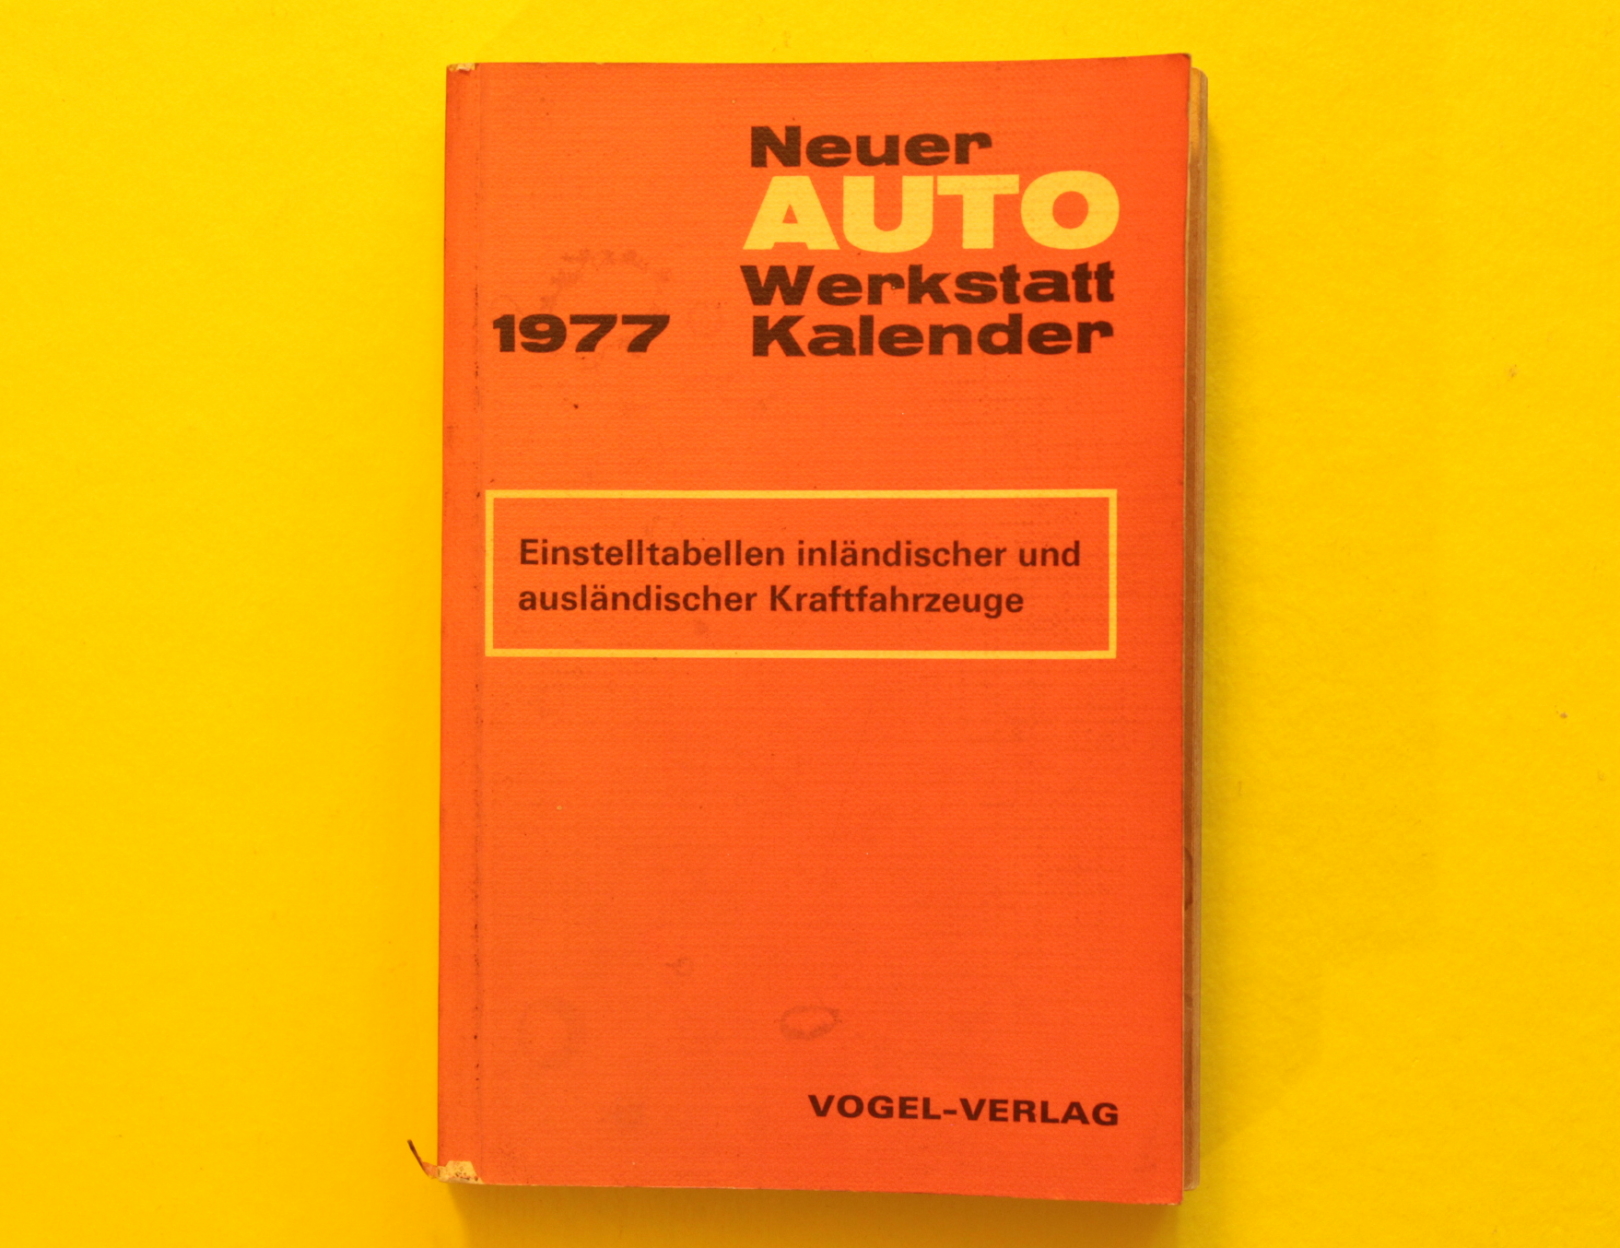 Neuer
AUTO
Werkstatt
1977 Kalender
Einstelltabellen inländischer und
ausländischer Kraftfahrzeuge
VOGEL-VERLAG